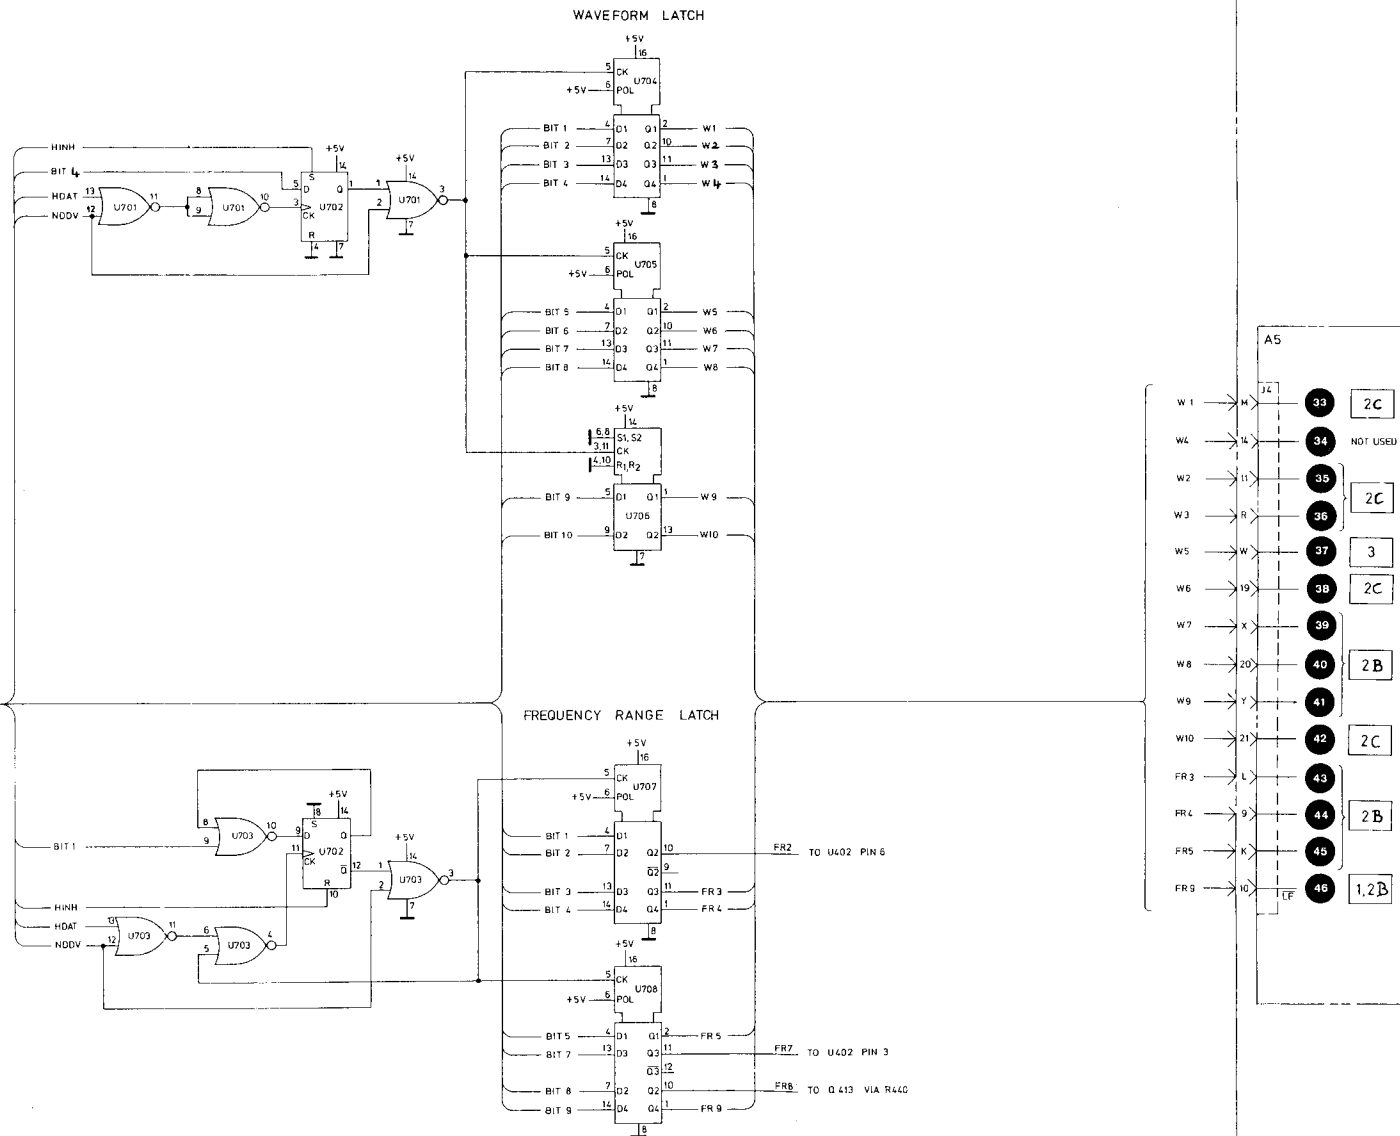 WAVEFORM LATCH
+5V
16
5 CK U704
+5V 6 POL
BIT 1 4 D1 Q1 2 W1
BIT 2 7 D2 Q2 10 W2
BIT 3 13 D3 Q3 11 W3
BIT 4 14 D4 Q4 1 W4
8
HINH
BIT 4
HDAT 13
NDDV 12
U701 11
8
9
U701 10
+5V
14
S
5 D Q 1
3 CK U702
R
4 7
+5V
14
1
2
U701 3
7
+5V
16
5 CK U705
+5V 6 POL
BIT 5 4 D1 Q1 2 W5
BIT 6 7 D2 Q2 10 W6
BIT 7 13 D3 Q3 11 W7
BIT 8 14 D4 Q4 1 W8
8
+5V
14
6,8 S1,S2
3,11 CK
4,10 R1,R2
BIT 9 5 D1 Q1 1 W9
U706
BIT 10 9 D2 Q2 13 W10
7
A5
J4
W1 M 33 2C
W4 14 34 NOT USED
W2 11 35
2C
W3 R 36
W5 W 37 3
W6 19 38 2C
W7 X 39
W8 20 40 2B
W9 Y 41
W10 21 42 2C
FR3 L 43
FR4 9 44 2B
FR5 K 45
FR9 10 LF 46 1,2B
FREQUENCY RANGE LATCH
+5V
16
5 CK U707
+5V 6 POL
BIT 1 4 D1
BIT 2 7 D2 Q2 10 FR2 TO U402 PIN 6
Q2 9
BIT 3 13 D3 Q3 11 FR3
BIT 4 14 D4 Q4 1 FR4
8
BIT 1
8
9
U703 10
8
+5V
14
S
9 D Q
11 CK U702
Q 12
R
10
+5V
14
1
2
U703 3
7
HINH
HDAT 13
NDDV 12
U703 11
6
5
U703 4
+5V
16
5 CK U708
+5V 6 POL
BIT 5 4 D1 Q1 2 FR5
BIT 7 13 D3 Q3 11 FR7 TO U402 PIN 3
Q3 12
BIT 8 7 D2 Q2 10 FR8 TO Q413 VIA R440
BIT 9 14 D4 Q4 1 FR9
8